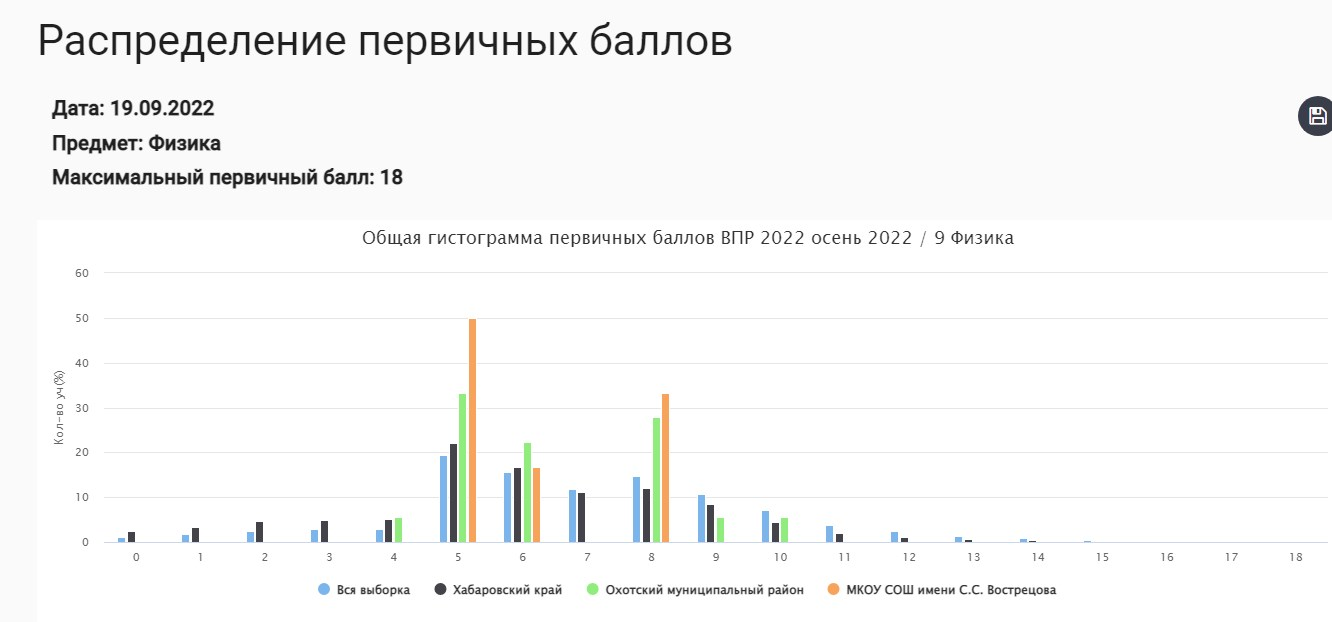 Распределение первичных баллов
Дата: 19.09.2022
Предмет: Физика
Максимальный первичный балл: 18
Общая гистограмма первичных баллов ВПР 2022 осень 2022 / 9 Физика
60
50
40
30
20
10
0
Кол-во уч(%)
0 1 2 3 4 5 6 7 8 9 10 11 12 13 14 15 16 17 18
Вся выборка Хабаровский край Охотский муниципальный район МКОУ СОШ имени С.С. Вострецова